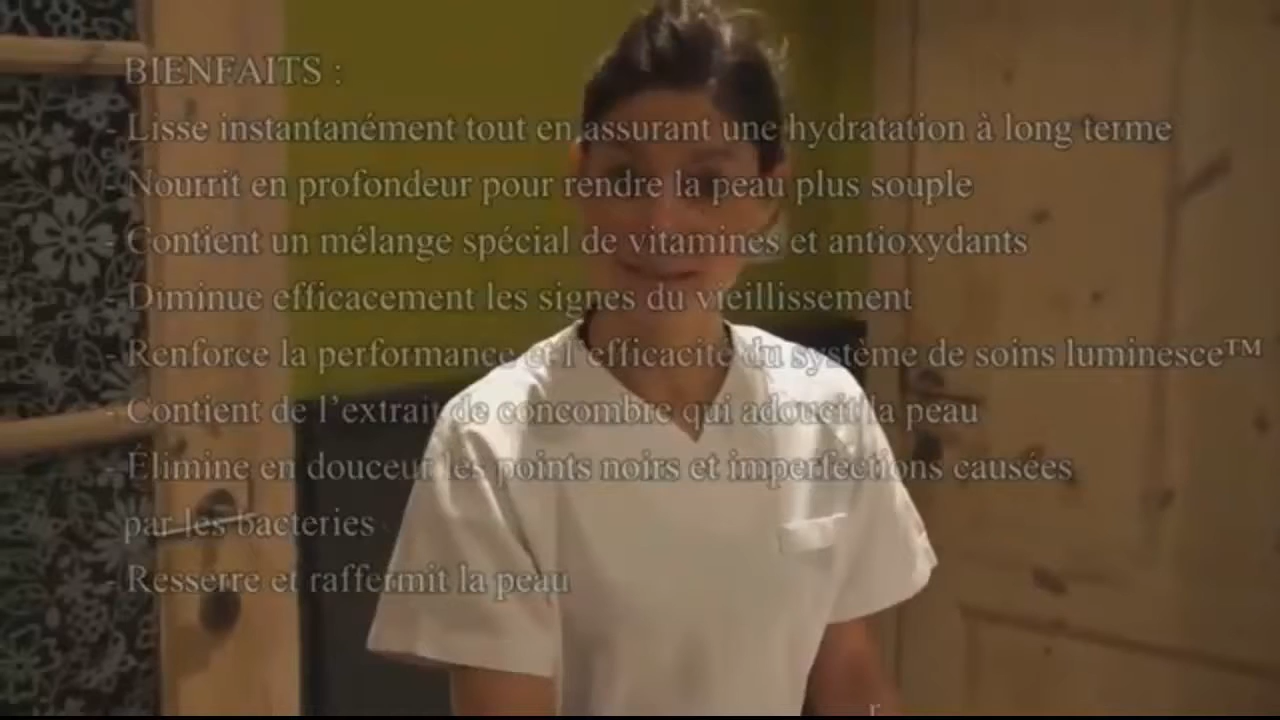 BIENFAITS :
- Lisse instantanément tout en assurant une hydratation à long terme
- Nourrit en profondeur pour rendre la peau plus souple
- Contient un mélange spécial de vitamines et antioxydants
- Diminue efficacement les signes du vieillissement
- Renforce la performance et l'efficacité du système de soins luminesce™
- Contient de l'extrait de concombre qui adoucit la peau
- Élimine en douceur les points noirs et imperfections causées
par les bacteries
- Resserre et raffermit la peau
r